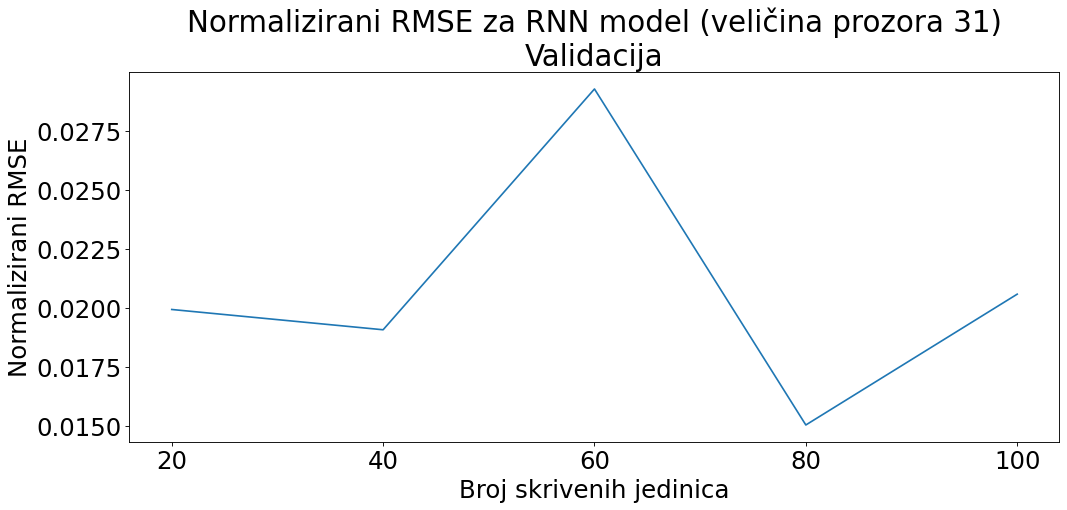 Normalizirani RMSE za RNN model (veličina prozora 31)
Validacija
Normalizirani RMSE
0.0275
0.0250
0.0225
0.0200
0.0175
0.0150
20 40 60 80 100
Broj skrivenih jedinica